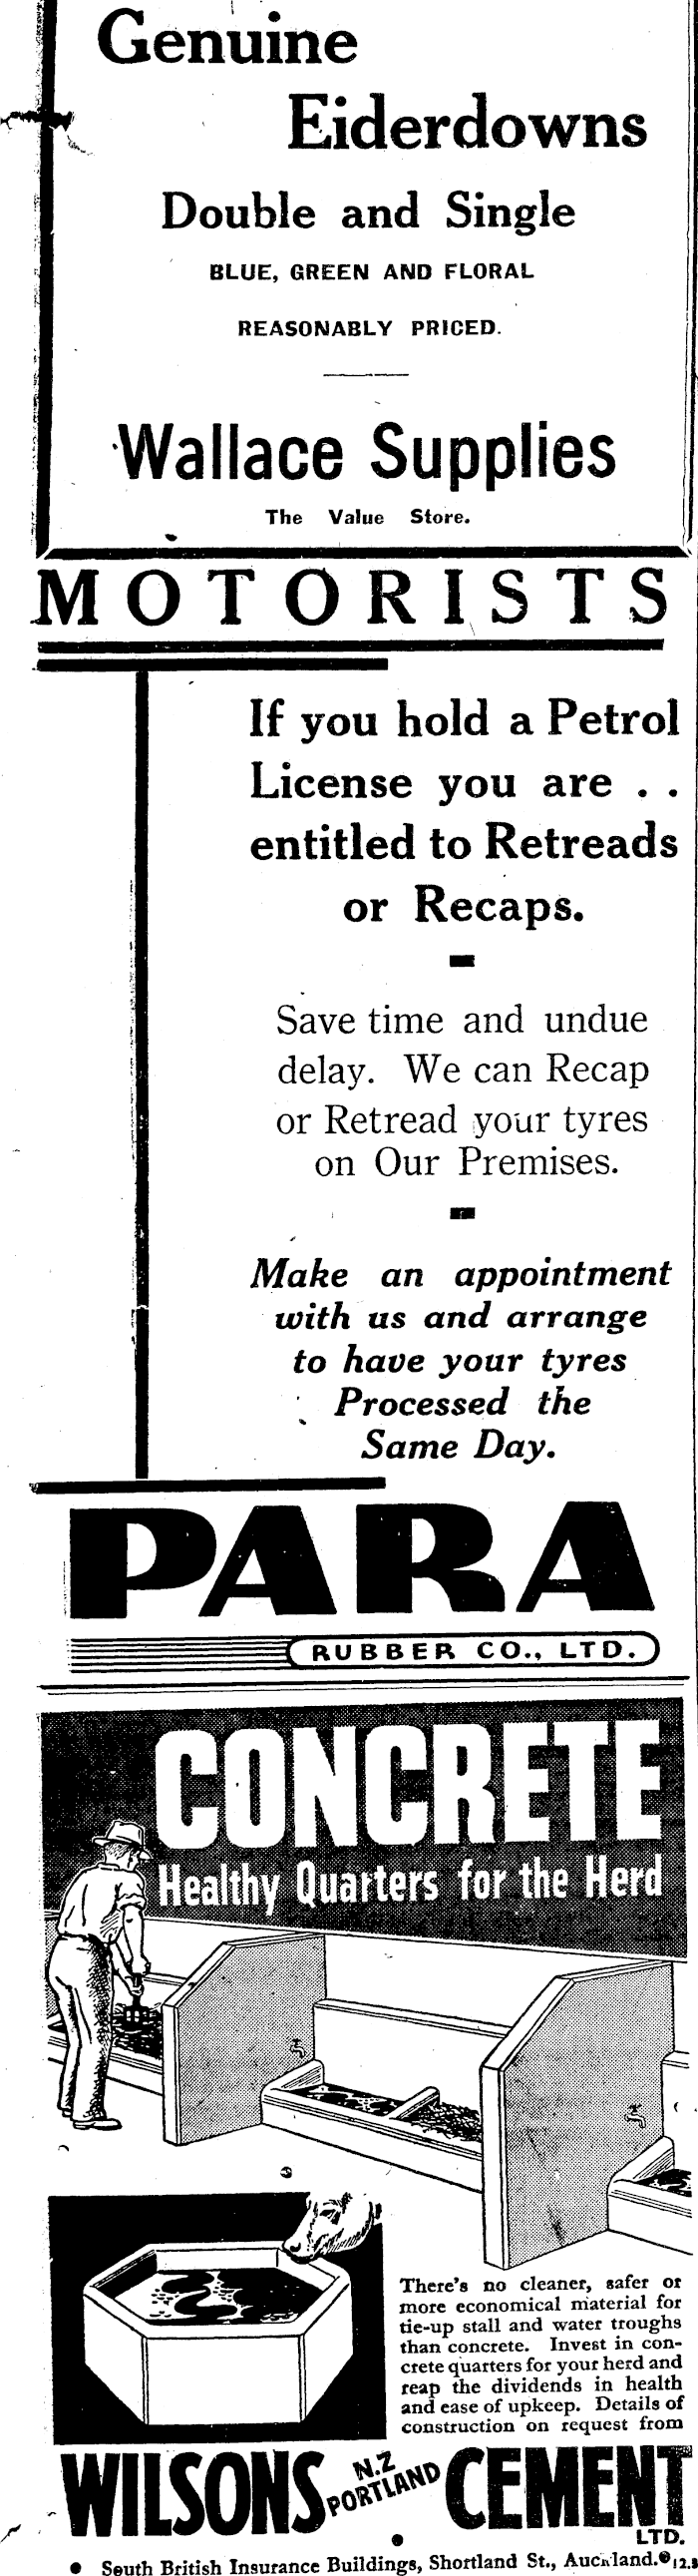 Genuine
Eiderdowns
Double and Single
BLUE, GREEN AND FLORAL
REASONABLY PRICED.
Wallace Supplies
The Value Store.
MOTORISTS
If you hold a Petrol
License you are . .
entitled to Retreads
or Recaps.
Save time and undue
delay. We can Recap
or Retread your tyres
on Our Premises.
Make an appointment
with us and arrange
to have your tyres
Processed the
Same Day.
PARA
RUBBER CO., LTD.
CONCRETE
Healthy Quarters for the Herd
There's no cleaner, safer or
more economical material for
tie-up stall and water troughs
than concrete. Invest in con-
crete quarters for your herd and
reap the dividends in health
and ease of upkeep. Details of
construction on request from
WILSONS N.Z PORTLAND CEMENT
LTD.
• South British Insurance Buildings, Shortland St., Auckland.